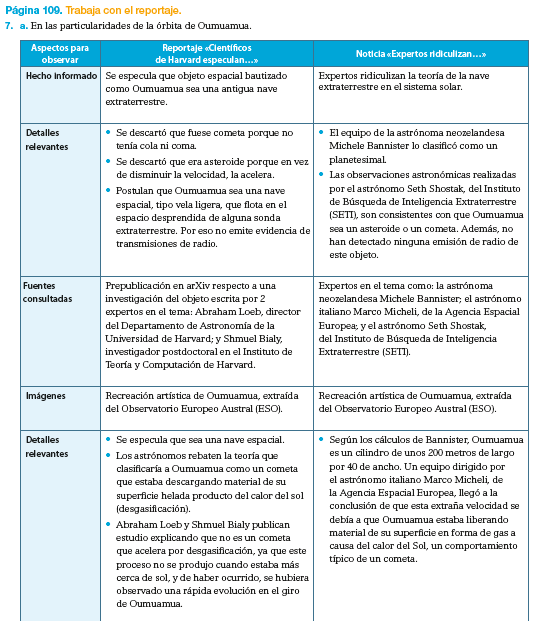 Página 109. Trabaja con el reportaje.
7. a. En las particularidades de la órbita de Oumuamua.
Aspectos para
observar
Reportaje «Científicos
de Harvard especulan...»
Noticia «Expertos ridiculizan...»
Hecho informado
Se especula que objeto espacial bautizado
como Oumuamua sea una antigua nave
extraterrestre.
Expertos ridiculizan la teoría de la nave
extraterrestre en el sistema solar.
Detalles
relevantes
• Se descartó que fuese cometa porque no
tenía cola ni coma.
• Se descartó que era asteroide porque en vez
de disminuir la velocidad, la acelera.
• Postulan que Oumuamua sea una nave
espacial, tipo vela ligera, que flota en el
espacio desprendida de alguna sonda
extraterrestre. Por eso no emite evidencia de
transmisiones de radio.
• El equipo de la astrónoma neozelandesa
Michele Bannister lo clasificó como un
planetesimal.
• Las observaciones astronómicas realizadas
por el astrónomo Seth Shostak, del Instituto
de Búsqueda de Inteligencia Extraterrestre
(SETI), son consistentes con que Oumuamua
sea un asteroide o un cometa. Además, no
han detectado ninguna emisión de radio de
este objeto.
Fuentes
consultadas
Prepublicación en arXiv respecto a una
investigación del objeto escrita por 2
expertos en el tema: Abraham Loeb, director
del Departamento de Astronomía de la
Universidad de Harvard; y Shmuel Bialy,
investigador postdoctoral en el Instituto de
Teoría y Computación de Harvard.
Expertos en el tema como: la astrónoma
neozelandesa Michele Bannister; el astrónomo
italiano Marco Micheli, de la Agencia Espacial
Europea; y el astrónomo Seth Shostak,
del Instituto de Búsqueda de Inteligencia
Extraterrestre (SETI).
Imágenes
Recreación artística de Oumuamua, extraída
del Observatorio Europeo Austral (ESO).
Recreación artística de Oumuamua, extraída
del Observatorio Europeo Austral (ESO).
Detalles
relevantes
• Se especula que sea una nave espacial.
• Los astrónomos rebaten la teoría que
clasificaría a Oumuamua como un cometa
que estaba descargando material de su
superficie helada producto del calor del sol
(desgasificación).
• Abraham Loeb y Shmuel Bialy publican
estudio explicando que no es un cometa
que acelera por desgasificación, ya que este
proceso no se produjo cuando estaba más
cerca de sol, y de haber ocurrido, se hubiera
observado una rápida evolución en el giro
de Oumuamua.
• Según los cálculos de Bannister, Oumuamua
es un cilindro de unos 200 metros de largo
por 40 de ancho. Un equipo dirigido por
el astrónomo italiano Marco Micheli, de
la Agencia Espacial Europea, llegó a la
conclusión de que esta extraña velocidad se
debía a que Oumuamua estaba liberando
material de su superficie en forma de gas a
causa del calor del Sol, un comportamiento
típico de un cometa.